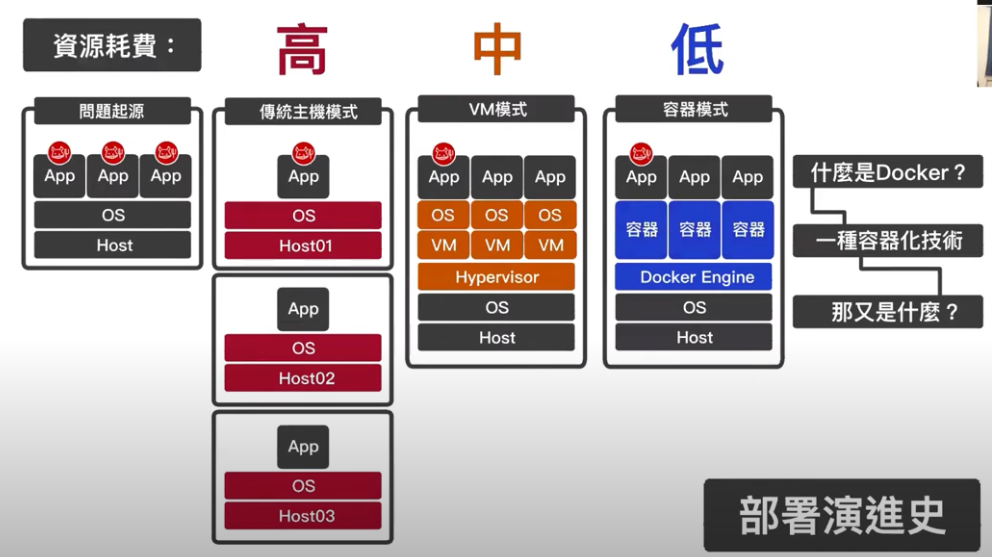 資源耗費：
高
中
低
問題起源
App App App
OS
Host
傳統主機模式
App
OS
Host01
App
OS
Host02
App
OS
Host03
VM模式
App App App
OS OS OS
VM VM VM
Hypervisor
OS
Host
容器模式
App App App
容器 容器 容器
Docker Engine
OS
Host
什麼是Docker？
一種容器化技術
那又是什麼？
部署演進史